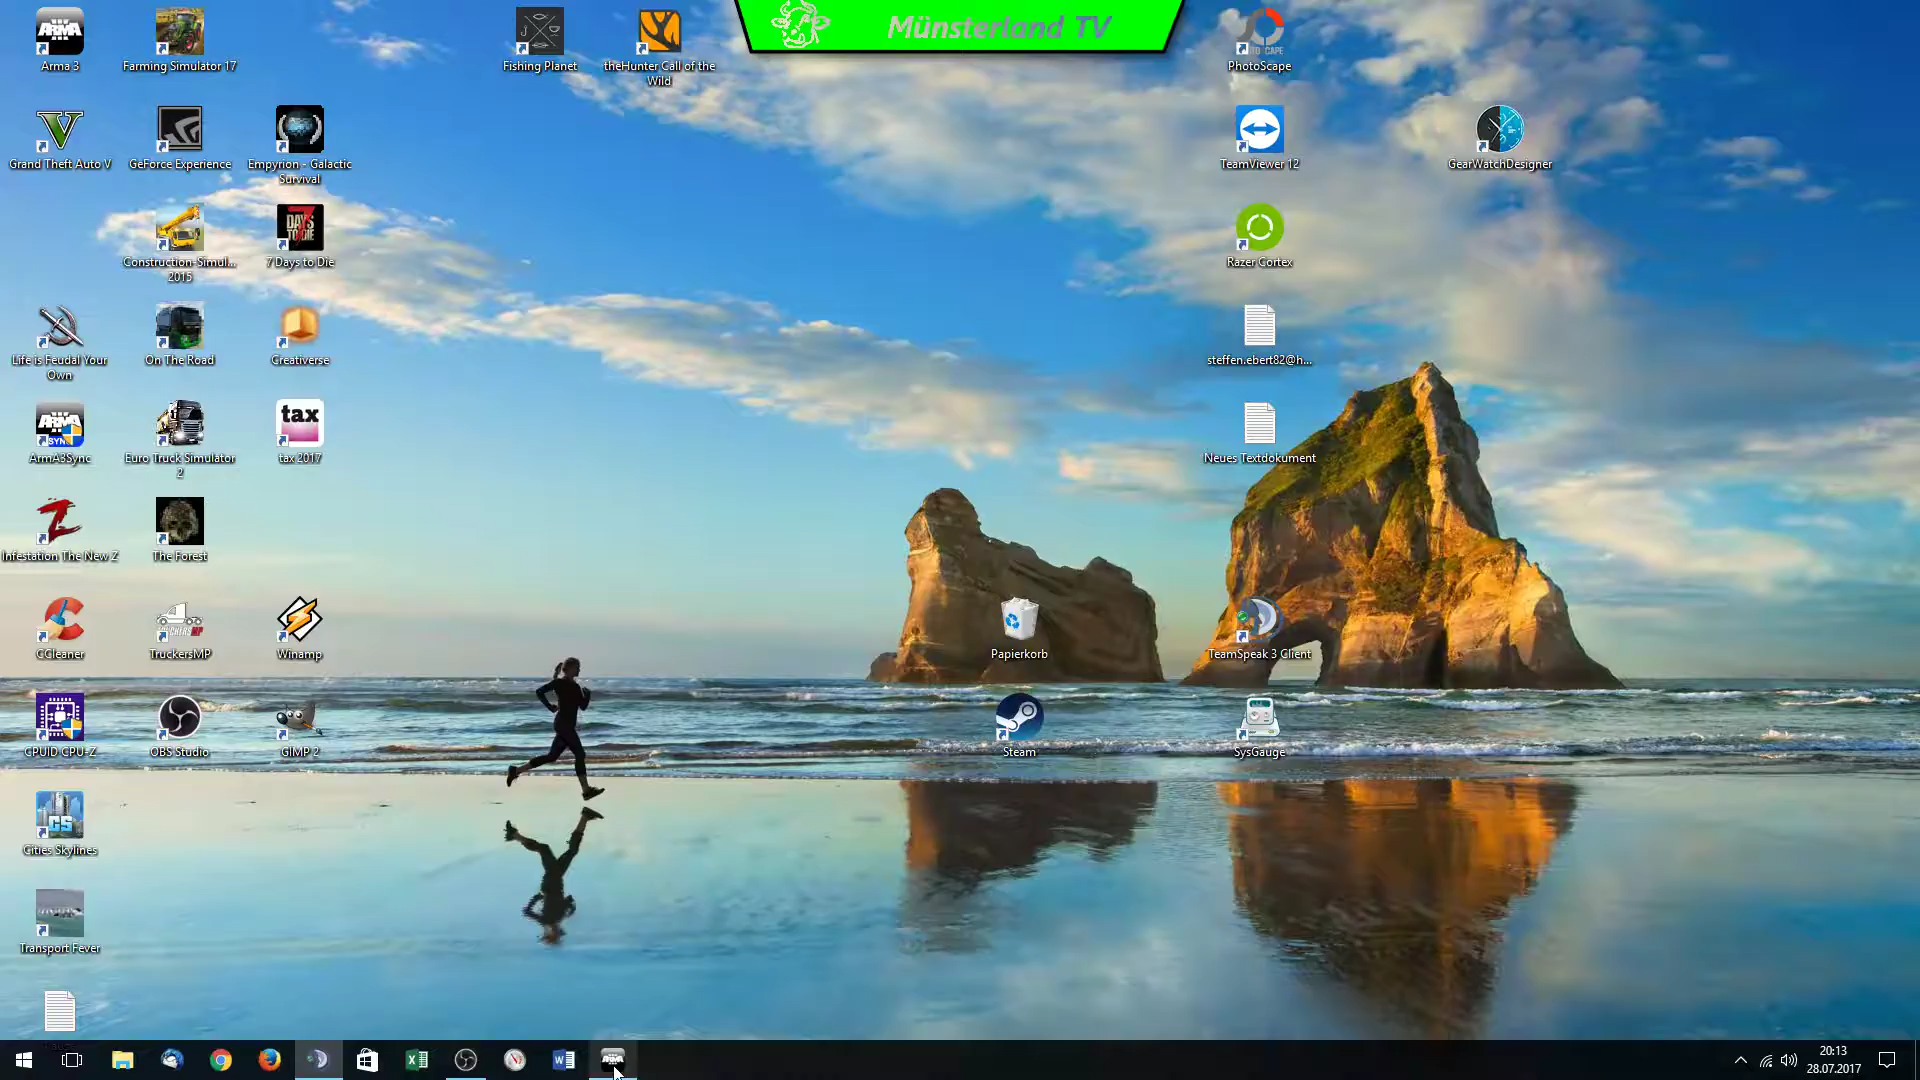 Münsterland TV
Arma 3
Farming Simulator 17
Fishing Planet
theHunter Call of the
Wild
PhotoScape
Grand Theft Auto V
GeForce Experience
Empyrion - Galactic
Survival
TeamViewer 12
GearWatchDesigner
Construction-Simul...
2015
7 Days to Die
Razer Cortex
Life is Feudal Your
Own
On The Road
Creativerse
steffen.ebert82@h...
ArmA3Sync
Euro Truck Simulator
2
tax
tax 2017
Neues Textdokument
Infestation The New Z
The Forest
CCleaner
TruckersMP
Winamp
Papierkorb
TeamSpeak 3 Client
CPUID CPU-Z
OBS Studio
GIMP 2
Steam
SysGauge
CS
Cities Skylines
Transport Fever
20:13
28.07.2017